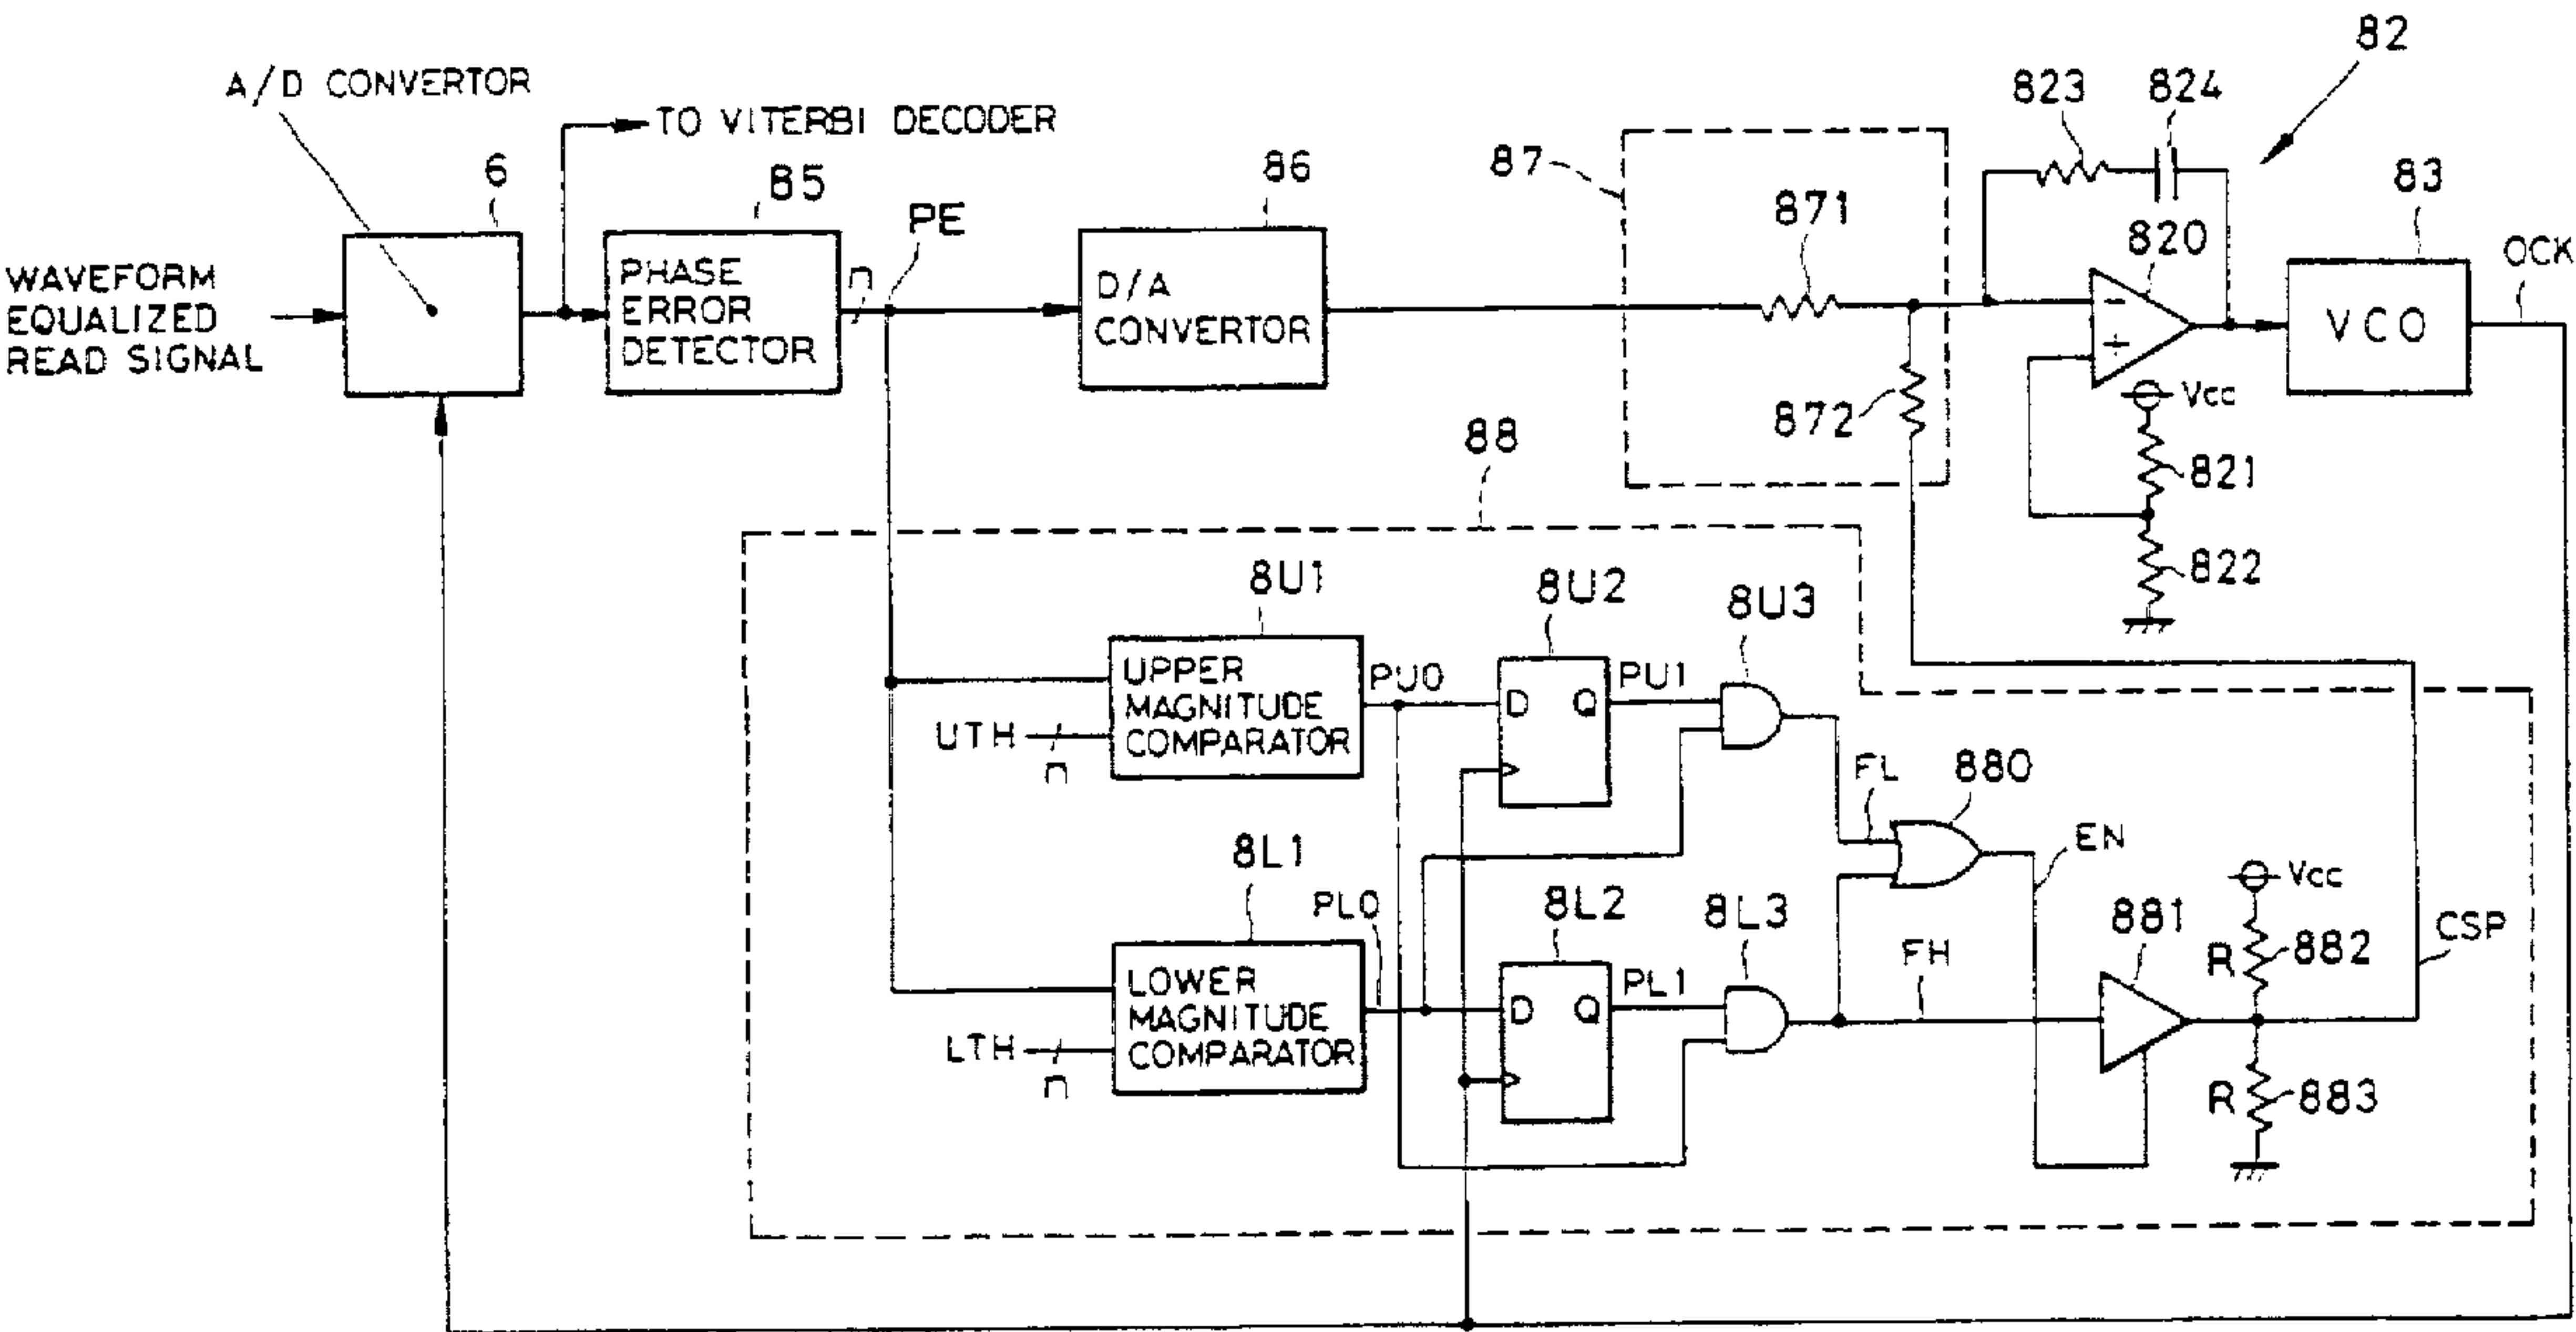 82
A/D CONVERTOR
823
824
TO VITERBI DECODER
6
85
86
87
83
PE
871
820
OCK
WAVEFORM
EQUALIZED
READ SIGNAL
PHASE
ERROR
DETECTOR
n
D/A
CONVERTOR
−
+
VCO
872
Vcc
88
821
822
8U1
8U2
8U3
UPPER
MAGNITUDE
COMPARATOR
PU0
D
Q
PU1
UTH
n
FL
880
EN
8L1
PL0
8L2
8L3
881
Vcc
LOWER
MAGNITUDE
COMPARATOR
D
Q
PL1
FH
R
882
CSP
LTH
n
R
883